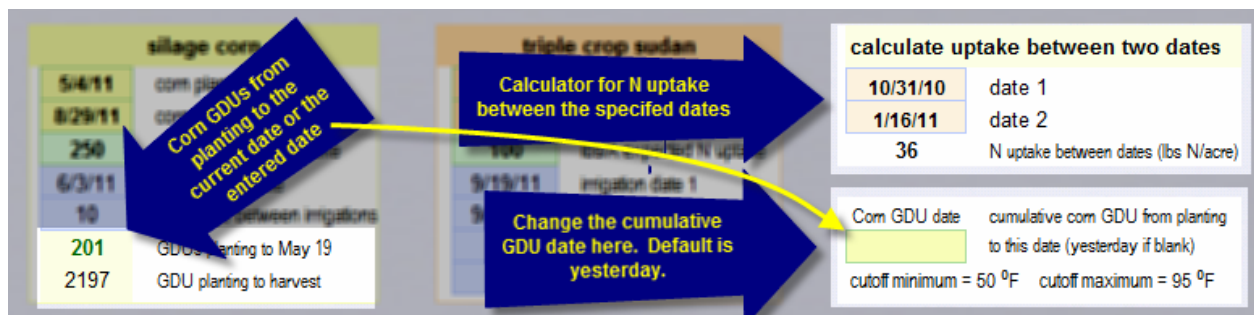 silage corn
5/4/11
8/29/11
250
6/3/11
10 between irrigations
201 GDUs planting to May 19
2197 GDU planting to harvest
Corn GDUs from
planting to the
current date or the
entered date
triple crop sudan
100 expected N uptake
9/19/11 irrigation date 1
Calculator for N uptake
between the specifed dates
Change the cumulative
GDU date here. Default is
yesterday.
calculate uptake between two dates
10/31/10 date 1
1/16/11 date 2
36 N uptake between dates (lbs N/acre)
Corn GDU date cumulative corn GDU from planting
to this date (yesterday if blank)
cutoff minimum = 50 ⁰F cutoff maximum = 95 ⁰F